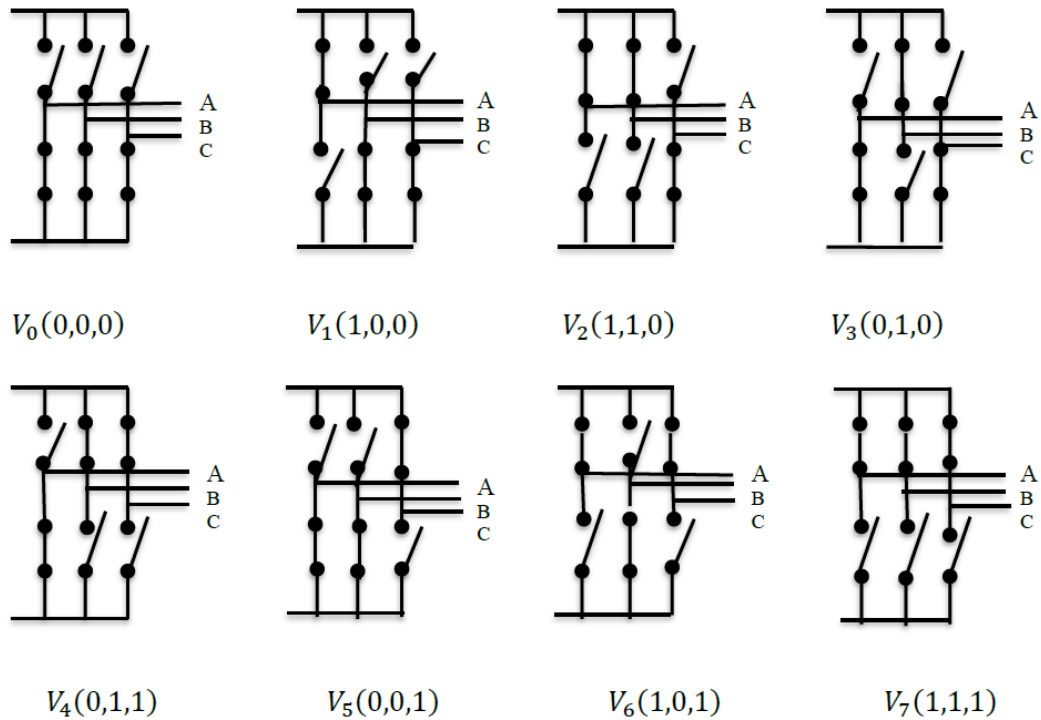 A
B
C
A
B
C
A
B
C
A
B
C
V₀(0,0,0)
V₁(1,0,0)
V₂(1,1,0)
V₃(0,1,0)
A
B
C
A
B
C
A
B
C
A
B
C
V₄(0,1,1)
V₅(0,0,1)
V₆(1,0,1)
V₇(1,1,1)